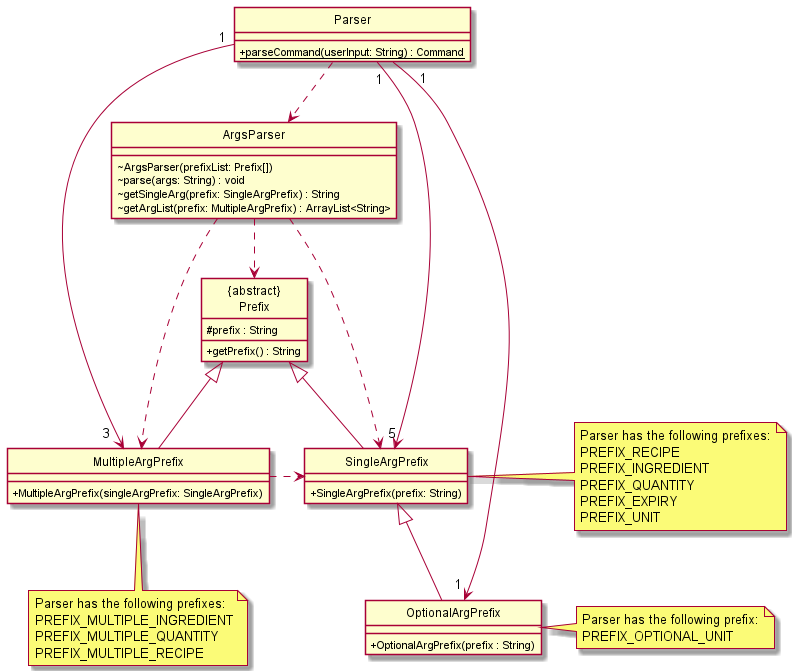 Parser
+parseCommand(userInput: String) : Command
1
1
1
ArgsParser
~ArgsParser(prefixList: Prefix[])
~parse(args: String) : void
~getSingleArg(prefix: SingleArgPrefix) : String
~getArgList(prefix: MultipleArgPrefix) : ArrayList<String>
{abstract}
Prefix
#prefix : String
+getPrefix() : String
3
5
MultipleArgPrefix
+MultipleArgPrefix(singleArgPrefix: SingleArgPrefix)
SingleArgPrefix
+SingleArgPrefix(prefix: String)
Parser has the following prefixes:
PREFIX_RECIPE
PREFIX_INGREDIENT
PREFIX_QUANTITY
PREFIX_EXPIRY
PREFIX_UNIT
Parser has the following prefixes:
PREFIX_MULTIPLE_INGREDIENT
PREFIX_MULTIPLE_QUANTITY
PREFIX_MULTIPLE_RECIPE
1
OptionalArgPrefix
+OptionalArgPrefix(prefix : String)
Parser has the following prefix:
PREFIX_OPTIONAL_UNIT